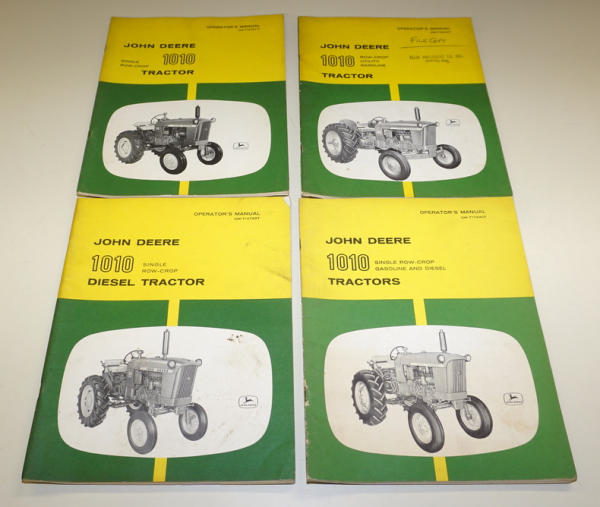 OPERATOR'S MANUAL
JOHN DEERE
SINGLE
ROW-CROP
1010
TRACTOR
OPERATOR'S MANUAL
File Copy
JOHN DEERE
1010
ROW-CROP
UTILITY
GASOLINE
TRACTOR
OPERATOR'S MANUAL
JOHN DEERE
1010
SINGLE
ROW-CROP
DIESEL TRACTOR
OPERATOR'S MANUAL
JOHN DEERE
1010
SINGLE ROW-CROP
GASOLINE AND DIESEL
TRACTORS